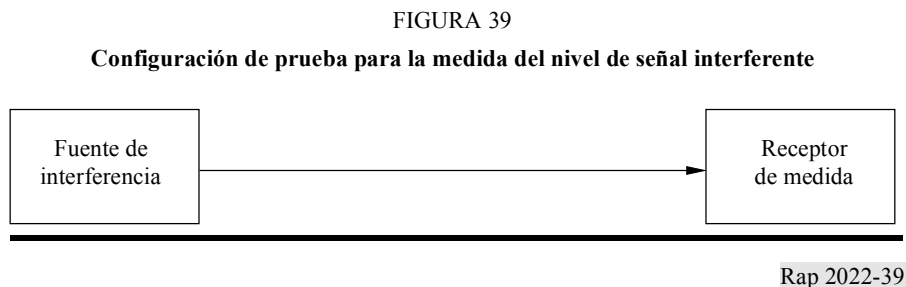 FIGURA 39
Configuración de prueba para la medida del nivel de señal interferente
Fuente de
interferencia
Receptor
de medida
Rap 2022-39